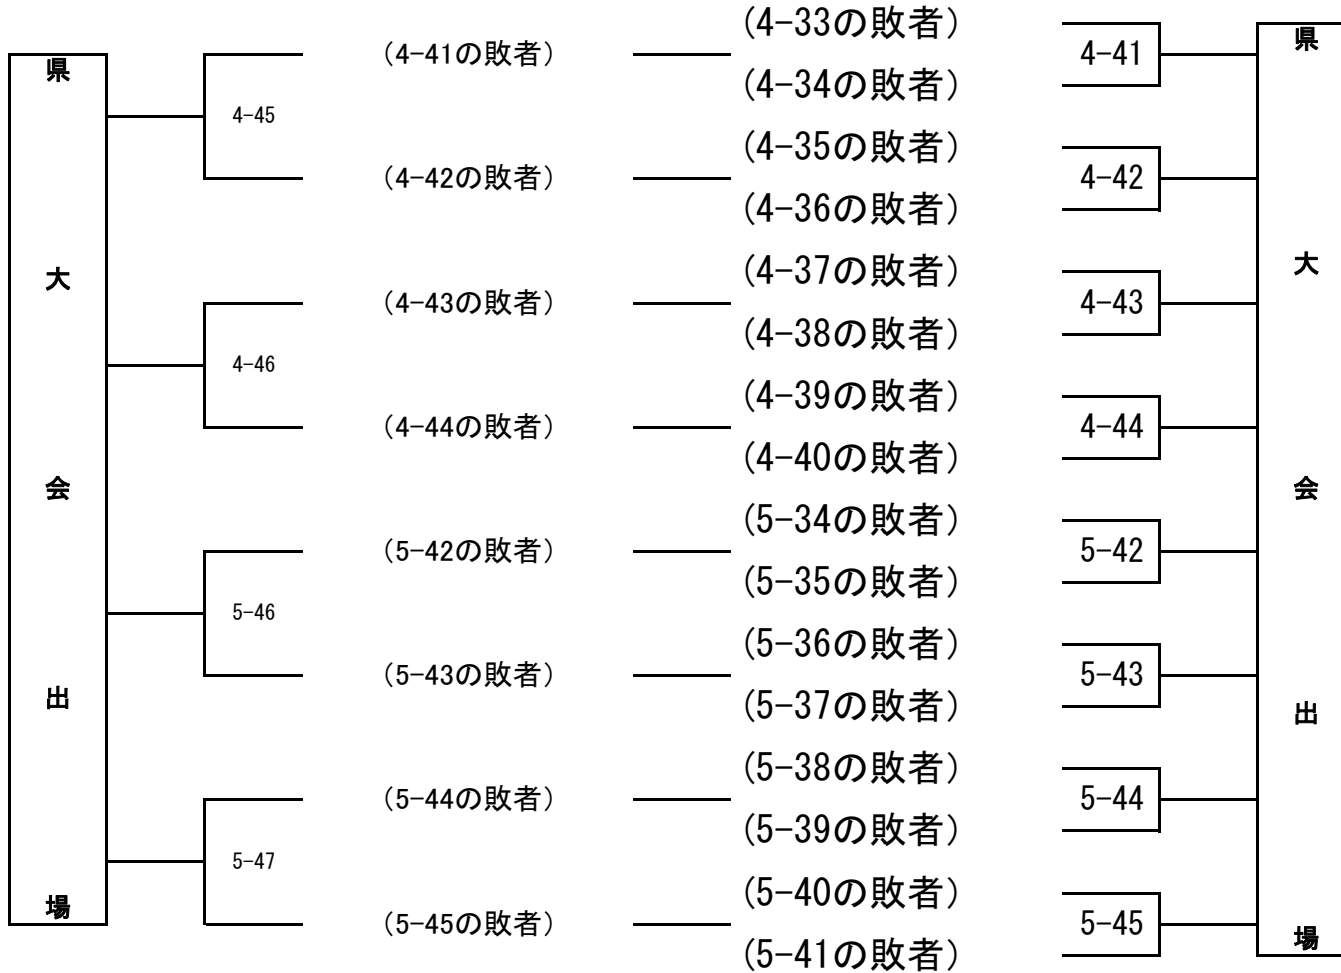 (4-33の敗者)
4-41
県
(4-41の敗者)
県
(4-34の敗者)
4-45
(4-35の敗者)
4-42
(4-42の敗者)
(4-36の敗者)
大
大
(4-37の敗者)
4-43
(4-43の敗者)
(4-38の敗者)
4-46
(4-39の敗者)
4-44
(4-44の敗者)
(4-40の敗者)
会
会
(5-34の敗者)
5-42
(5-42の敗者)
(5-35の敗者)
5-46
(5-36の敗者)
5-43
(5-43の敗者)
(5-37の敗者)
出
出
(5-38の敗者)
5-44
(5-44の敗者)
(5-39の敗者)
5-47
(5-40の敗者)
場
5-45
(5-45の敗者)
場
(5-41の敗者)